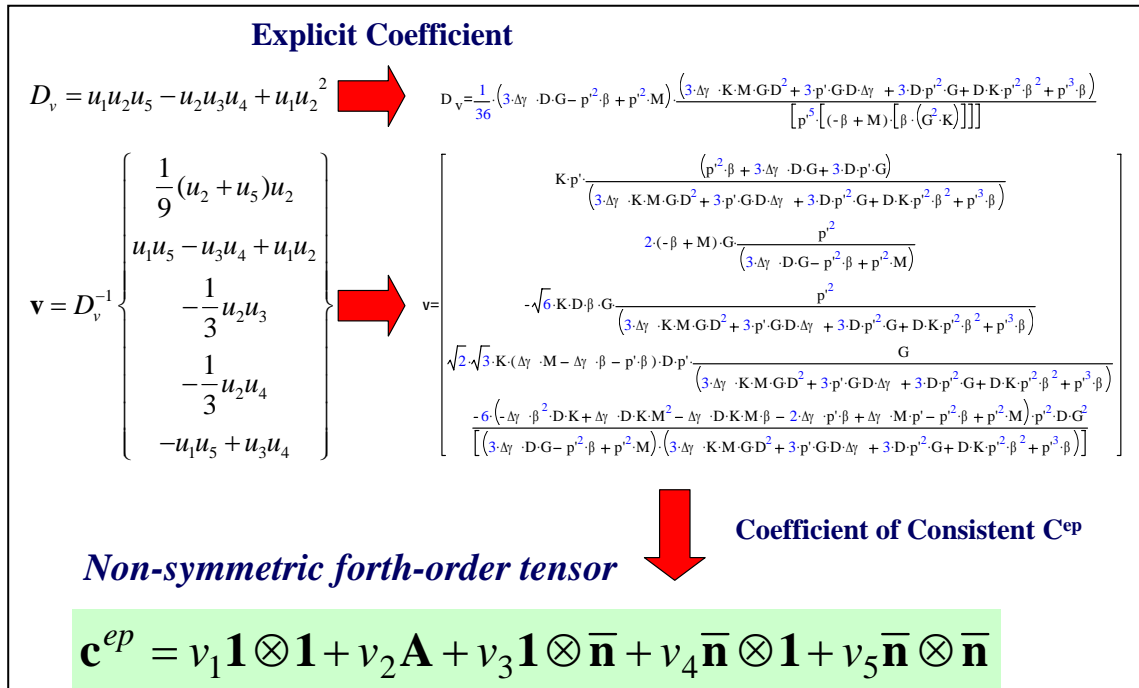 Explicit Coefficient
D_v = u_1u_2u_5 − u_2u_3u_4 + u_1u_2^2
D_v = 1/36·(3·Δγ·D·G − p'^2·β + p'^2·M)·(3·Δγ·K·M·G·D^2 + 3·p'·G·D·Δγ + 3·D·p'^2·G + D·K·p'^2·β^2 + p'^3·β)/[p'^5·[(-β + M)·[β·(G^2·K)]]]
v = D_v^{-1} { 1/9(u_2 + u_5)u_2
u_1u_5 − u_3u_4 + u_1u_2
−1/3 u_2u_3
−1/3 u_2u_4
−u_1u_5 + u_3u_4 }
v= [ K·p'·(p'^2·β + 3·Δγ·D·G + 3·D·p'·G)/(3·Δγ·K·M·G·D^2 + 3·p'·G·D·Δγ + 3·D·p'^2·G + D·K·p'^2·β^2 + p'^3·β)
2·(-β + M)·G·p'^2/(3·Δγ·D·G − p'^2·β + p'^2·M)
-√6·K·D·β·G·p'^2/(3·Δγ·K·M·G·D^2 + 3·p'·G·D·Δγ + 3·D·p'^2·G + D·K·p'^2·β^2 + p'^3·β)
√2·√3·K·(Δγ·M − Δγ·β − p'·β)·D·p'·G/(3·Δγ·K·M·G·D^2 + 3·p'·G·D·Δγ + 3·D·p'^2·G + D·K·p'^2·β^2 + p'^3·β)
-6·(-Δγ·β^2·D·K + Δγ·D·K·M^2 − Δγ·D·K·M·β − 2·Δγ·p'·β + Δγ·M·p' − p'^2·β + p'^2·M)·p'^2·D·G^2/[(3·Δγ·D·G − p'^2·β + p'^2·M)·(3·Δγ·K·M·G·D^2 + 3·p'·G·D·Δγ + 3·D·p'^2·G + D·K·p'^2·β^2 + p'^3·β)] ]
Coefficient of Consistent C^ep
Non-symmetric forth-order tensor
c^ep = v_1 1⊗1 + v_2 A + v_3 1⊗n̅ + v_4 n̅⊗1 + v_5 n̅⊗n̅